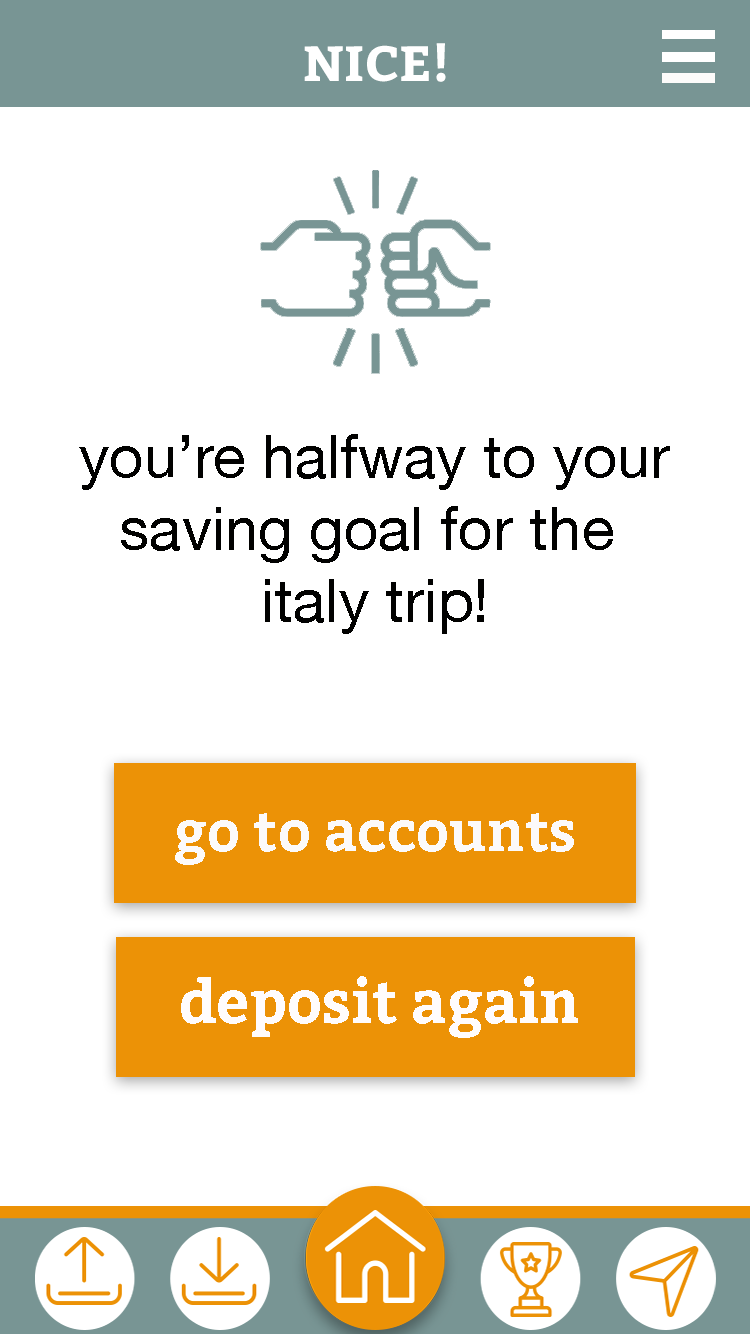 NICE!
you’re halfway to your
saving goal for the
italy trip!
go to accounts
deposit again